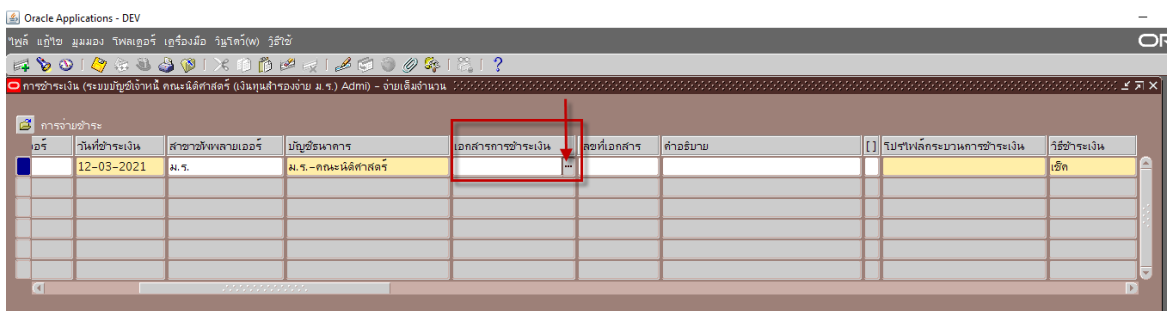 Oracle Applications - DEV
ไฟล์ แก้ไข มุมมอง โฟลเดอร์ เครื่องมือ วินโดว์(w) วิธีใช้
การชำระเงิน (ระบบบัญชีเจ้าหนี้ คณะนิติศาสตร์ (เงินทุนสำรองจ่าย ม.ร.) Admi) - จ่ายเต็มจำนวน
การจ่ายชำระ
วันที่ชำระเงิน สาขาซัพพลายเออร์ บัญชีธนาคาร เอกสารการชำระเงิน ลขที่เอกสาร คำอธิบาย [ ] โปรไฟล์กระบวนการชำระเงิน วิธีชำระเงิน
12-03-2021 ม.ร. ม.ร.-คณะนิติศาสตร์ ... เช็ค